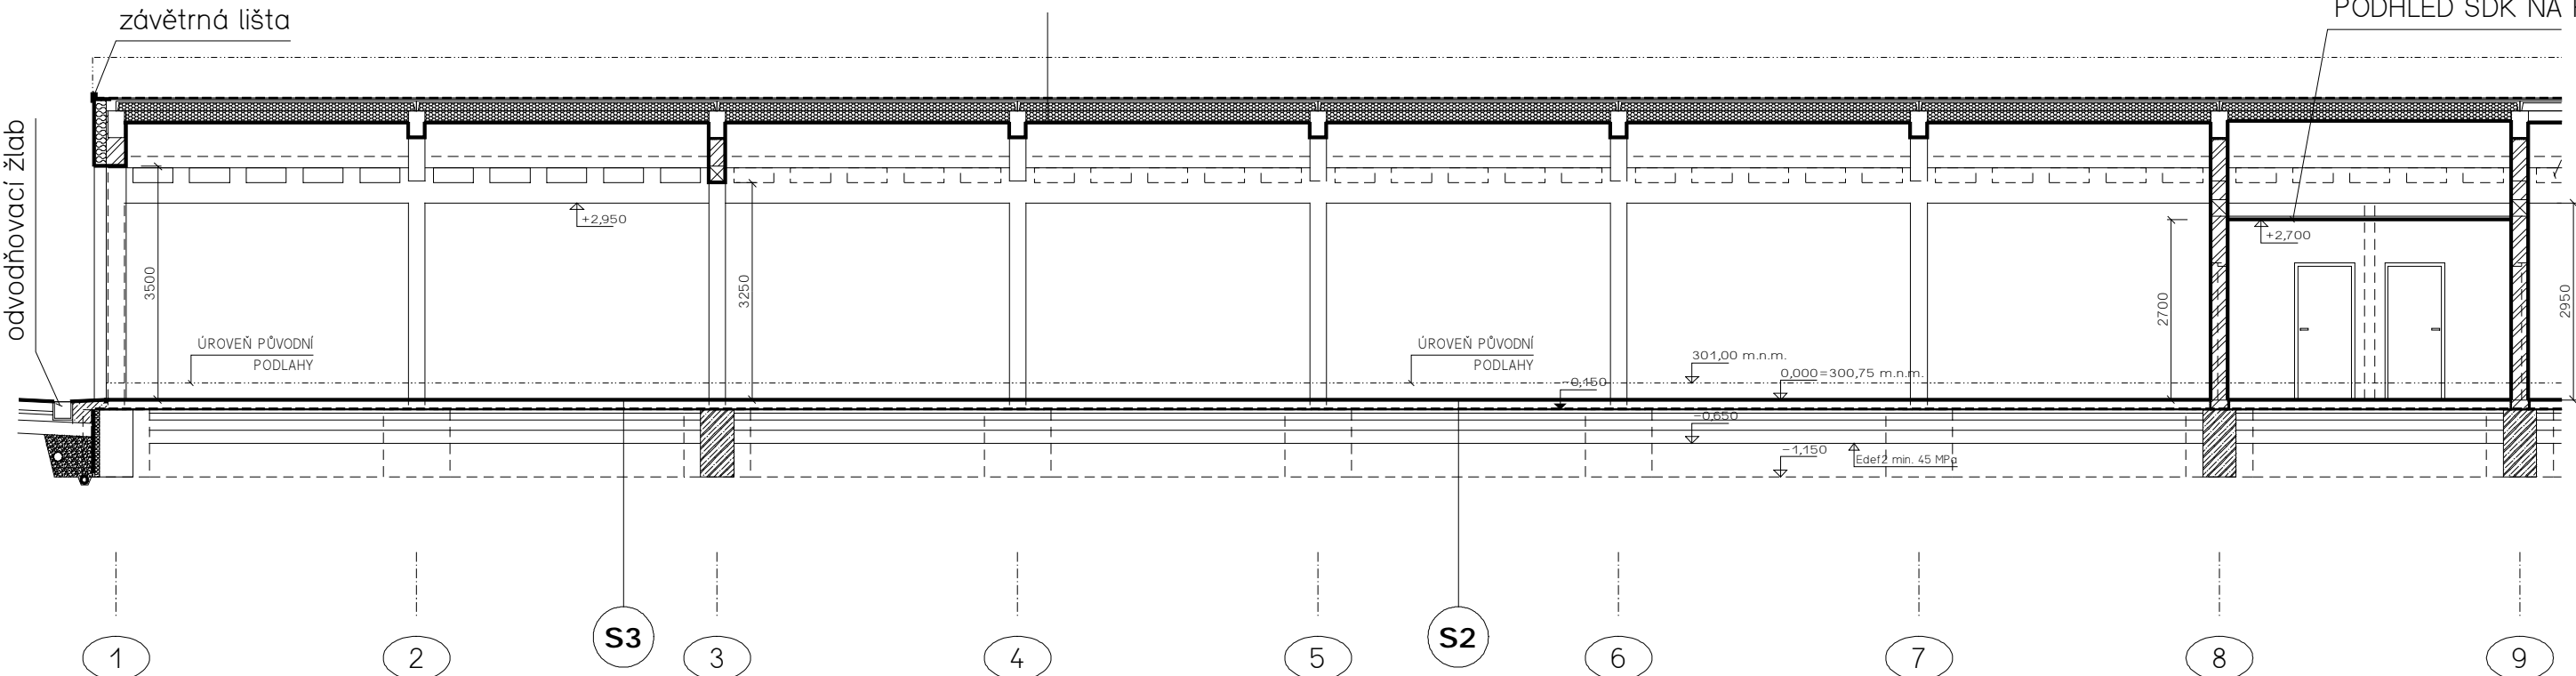 závětrná lišta
PODHLED SDK NA
odvodňovací žlab
+2,950
+2,700
3500
3250
2700
2950
ÚROVEŇ PŮVODNÍ
PODLAHY
ÚROVEŇ PŮVODNÍ
PODLAHY
301,00 m.n.m.
0,000=300,75 m.n.m.
-0,150
-0,650
-1,150
Edef2 min. 45 MPa
S3
S2
1
2
3
4
5
6
7
8
9